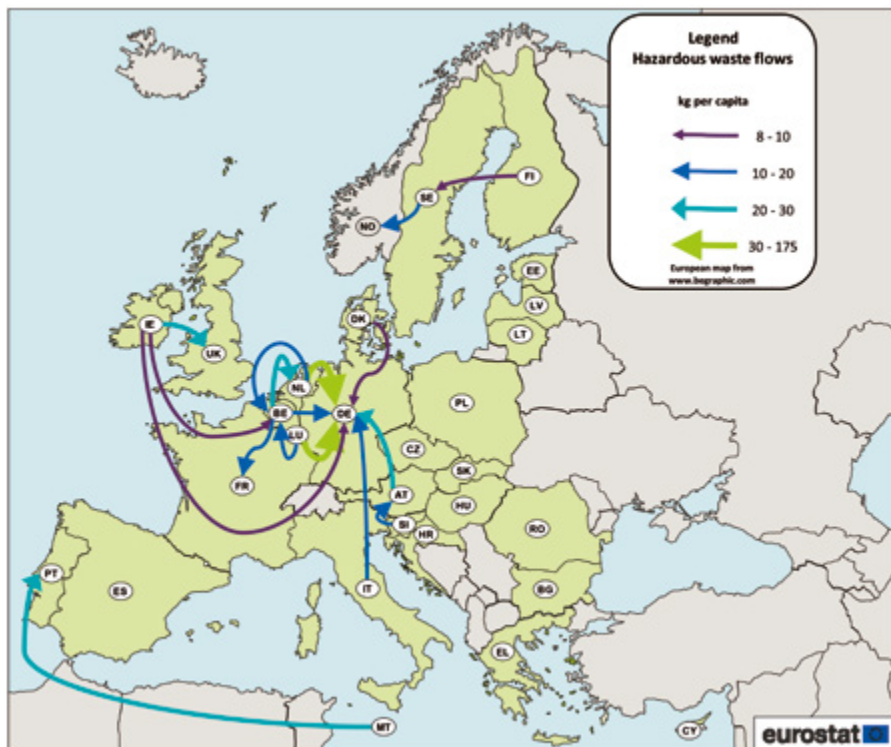 Legend
Hazardous waste flows
kg per capita
8 - 10
10 - 20
20 - 30
30 - 175
European map from
www.bographic.com
FI
SE
NO
EE
LV
LT
DK
IE
UK
NL
BE
DE
PL
LU
CZ
SK
FR
AT
HU
SI
HR
RO
PT
ES
IT
BG
EL
MT
CY
eurostat